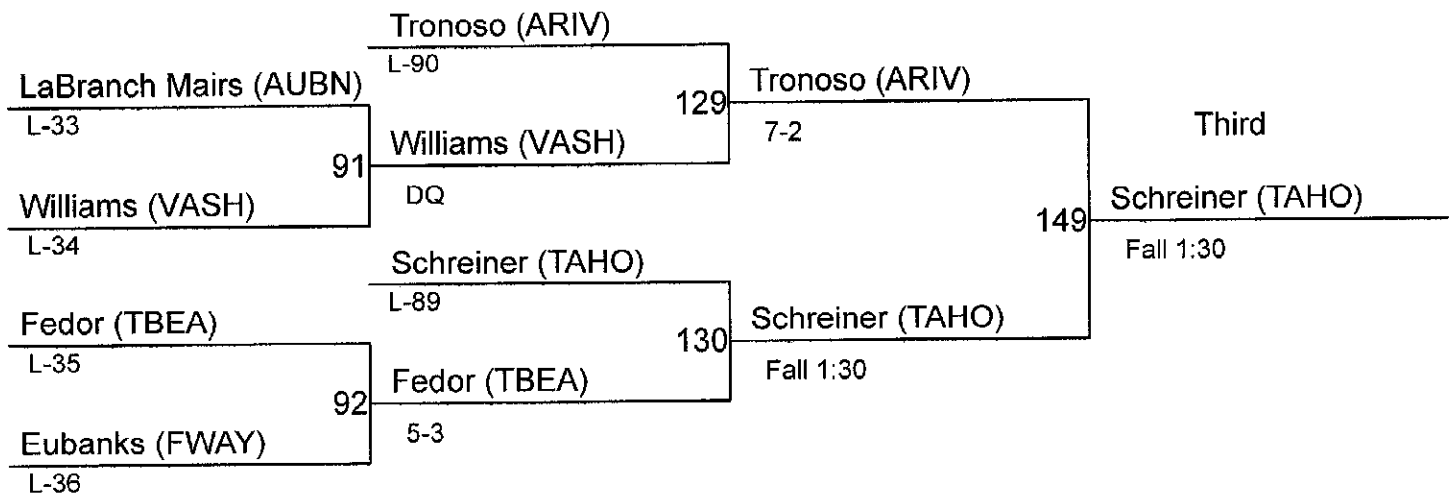 Tronoso (ARIV)
L-90
LaBranch Mairs (AUBN)
L-33
129
Tronoso (ARIV)
7-2
Third
91
Williams (VASH)
DQ
Williams (VASH)
L-34
149
Schreiner (TAHO)
Fall 1:30
Schreiner (TAHO)
L-89
Fedor (TBEA)
L-35
130
Schreiner (TAHO)
Fall 1:30
92
Fedor (TBEA)
5-3
Eubanks (FWAY)
L-36